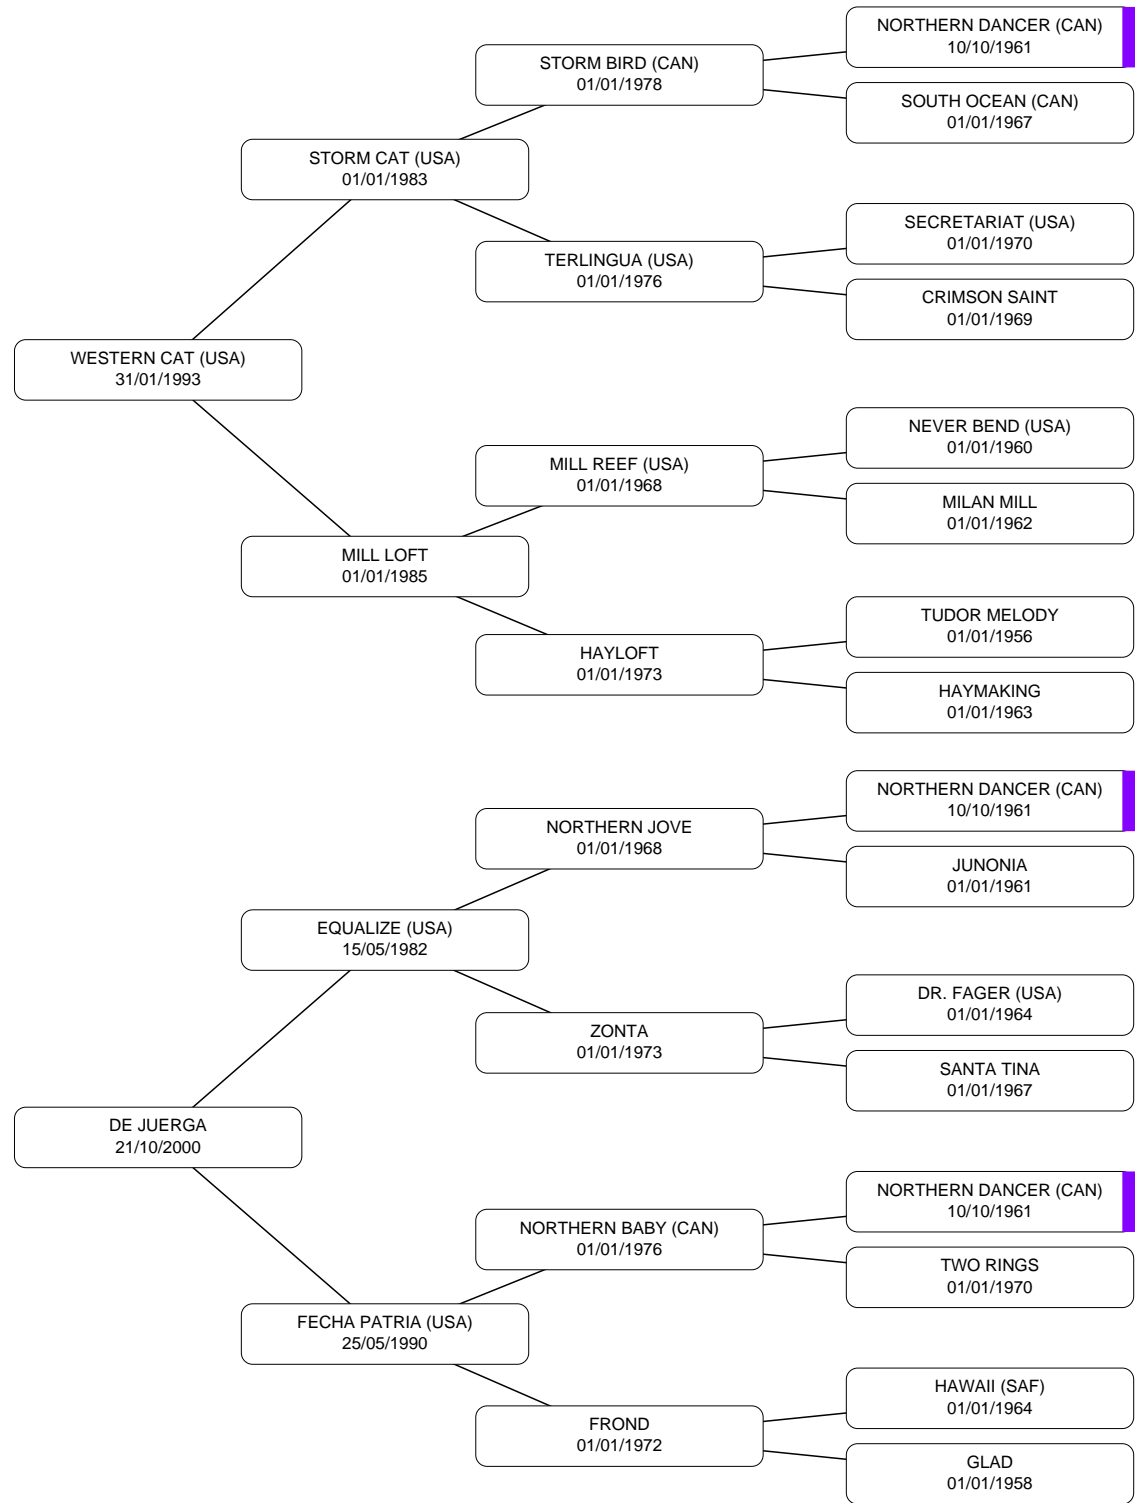 NORTHERN DANCER (CAN)
10/10/1961
STORM BIRD (CAN)
01/01/1978
SOUTH OCEAN (CAN)
01/01/1967
STORM CAT (USA)
01/01/1983
SECRETARIAT (USA)
01/01/1970
TERLINGUA (USA)
01/01/1976
CRIMSON SAINT
01/01/1969
WESTERN CAT (USA)
31/01/1993
NEVER BEND (USA)
01/01/1960
MILL REEF (USA)
01/01/1968
MILAN MILL
01/01/1962
MILL LOFT
01/01/1985
TUDOR MELODY
01/01/1956
HAYLOFT
01/01/1973
HAYMAKING
01/01/1963
NORTHERN DANCER (CAN)
10/10/1961
NORTHERN JOVE
01/01/1968
JUNONIA
01/01/1961
EQUALIZE (USA)
15/05/1982
DR. FAGER (USA)
01/01/1964
ZONTA
01/01/1973
SANTA TINA
01/01/1967
DE JUERGA
21/10/2000
NORTHERN DANCER (CAN)
10/10/1961
NORTHERN BABY (CAN)
01/01/1976
TWO RINGS
01/01/1970
FECHA PATRIA (USA)
25/05/1990
HAWAII (SAF)
01/01/1964
FROND
01/01/1972
GLAD
01/01/1958